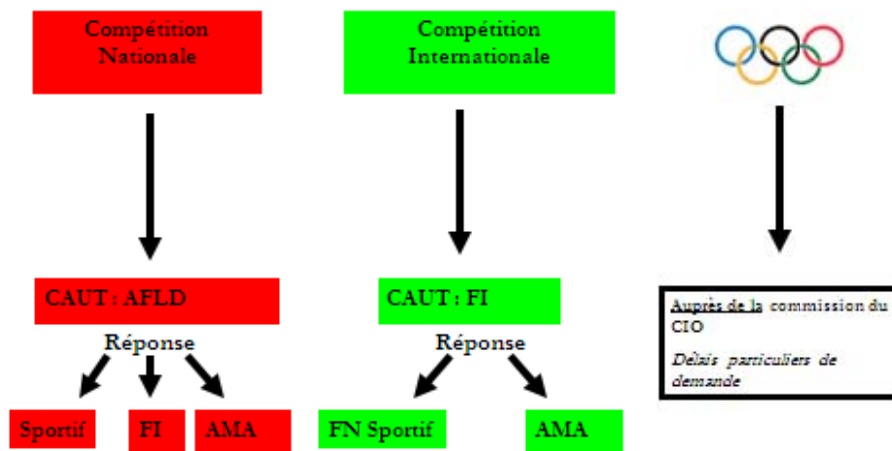 Compétition
Nationale
Compétition
Internationale
CAUT : AFLD
CAUT : FI
Auprès de la commission du
CIO
Délais particuliers de
demande
Réponse
Réponse
Sportif
FI
AMA
FN Sportif
AMA